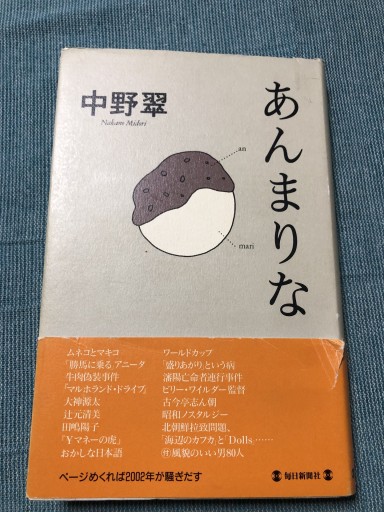 あんまりな
中野翠
Nakano Midori
an
mari
ムネコとマキコ
「勝馬に乗る」アニータ
牛肉偽装事件
『マルホランド・ドライブ』
大神源太
辻元清美
田嶋陽子
『￥マネーの虎』
おかしな日本語
ワールドカップ
「盛りあがり」という病
瀋陽亡命者連行事件
ビリー・ワイルダー監督
古今亭志ん朝
昭和ノスタルジー
北朝鮮拉致問題、
『海辺のカフカ』と『Dolls』……
㊕風貌のいい男80人
ページめくれば2002年が騒ぎだす
毎日新聞社